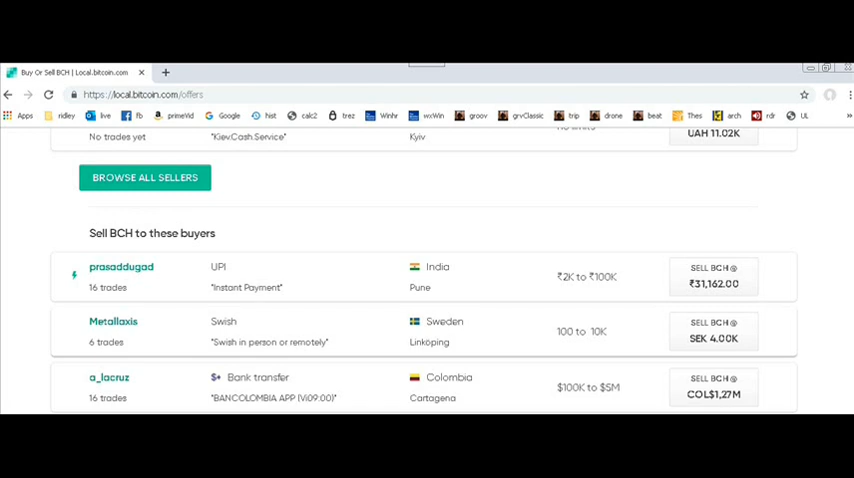 Buy Or Sell BCH | Local.bitcoin.com
https://local.bitcoin.com/offers
Apps ridley live fb primeVid Google hist calc2 trez Winhr wxWin groov grvClassic trip drone beat Thes arch rdr UL
No trades yet "Kiev.Cash.Service" Kyiv UAH 11.02K
BROWSE ALL SELLERS
Sell BCH to these buyers
prasaddugad UPI India ₹2K to ₹100K SELL BCH @
16 trades "Instant Payment" Pune ₹31,162.00
Metallaxis Swish Sweden 100 to 10K SELL BCH @
6 trades "Swish in person or remotely" Linköping SEK 4.00K
a_lacruz $+ Bank transfer Colombia $100K to $5M SELL BCH @
16 trades "BANCOLOMBIA APP (Vi09:00)" Cartagena COL$1,27M